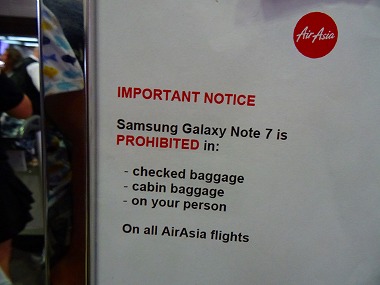 AirAsia
IMPORTANT NOTICE
Samsung Galaxy Note 7 is
PROHIBITED in:
- checked baggage
- cabin baggage
- on your person
On all AirAsia flights